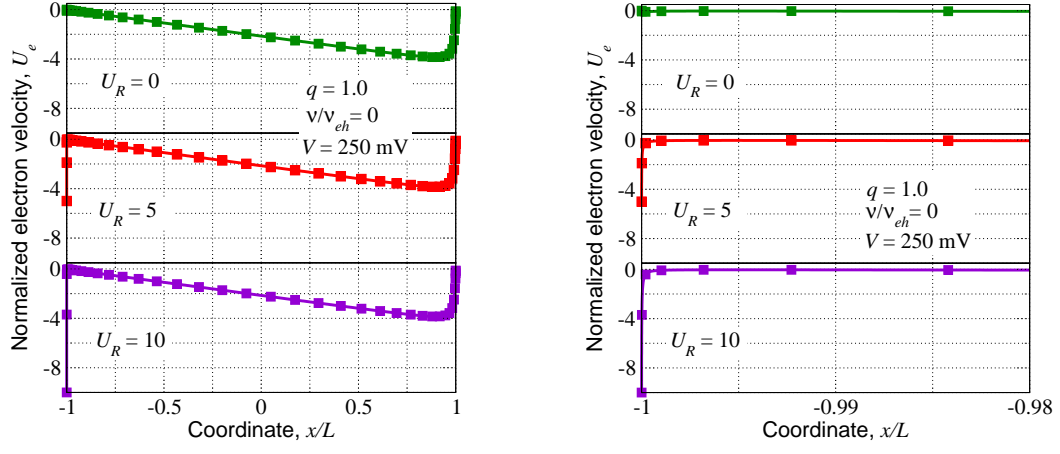 Normalized electron velocity, U_e
0
-4
-8
U_R = 0
q = 1.0
ν/ν_eh = 0
V = 250 mV
0
-4
-8
U_R = 5
0
-4
-8
U_R = 10
-1 -0.5 0 0.5 1
Coordinate, x/L
Normalized electron velocity, U_e
0
-4
-8
U_R = 0
0
-4
-8
U_R = 5
q = 1.0
ν/ν_eh = 0
V = 250 mV
0
-4
-8
U_R = 10
-1 -0.99 -0.98
Coordinate, x/L